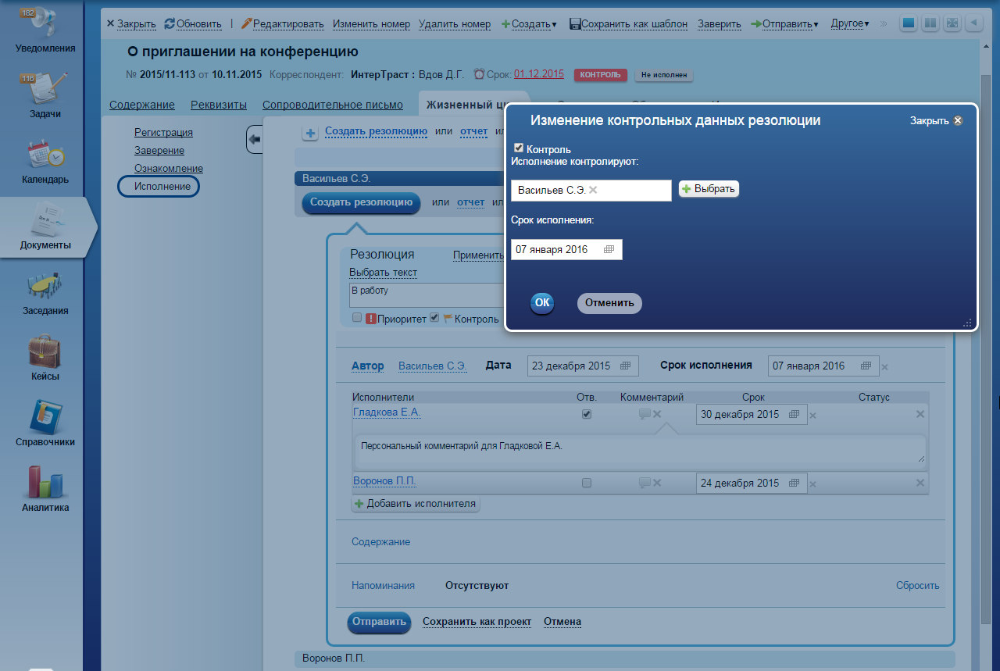 182
Уведомления
116
Задачи
Календарь
Документы
Заседания
Кейсы
Справочники
Аналитика
Закрыть Обновить | Редактировать Изменить номер Удалить номер Создать Сохранить как шаблон Заверить Отправить Другое
О приглашении на конференцию
№ 2015/11-113 от 10.11.2015 Корреспондент: ИнтерТраст : Вдов Д.Г. Срок: 01.12.2015 КОНТРОЛЬ Не исполнен
Содержание Реквизиты Сопроводительное письмо Жизненный
Регистрация
Заверение
Ознакомление
Исполнение
Создать резолюцию или отчет
Васильев С.Э.
Создать резолюцию или отчет
Изменение контрольных данных резолюции Закрыть
Контроль
Исполнение контролируют:
Васильев С.Э. Выбрать
Срок исполнения:
07 января 2016
ОК Отменить
Резолюция Применить
Выбрать текст
В работу
Приоритет Контроль
Автор Васильев С.Э. Дата 23 декабря 2015 Срок исполнения 07 января 2016
Исполнители Отв. Комментарий Срок Статус
Гладкова Е.А. 30 декабря 2015
Персональный комментарий для Гладковой Е.А.
Воронов П.П. 24 декабря 2015
Добавить исполнителя
Содержание
Напоминания Отсутствуют Сбросить
Отправить Сохранить как проект Отмена
Воронов П.П.